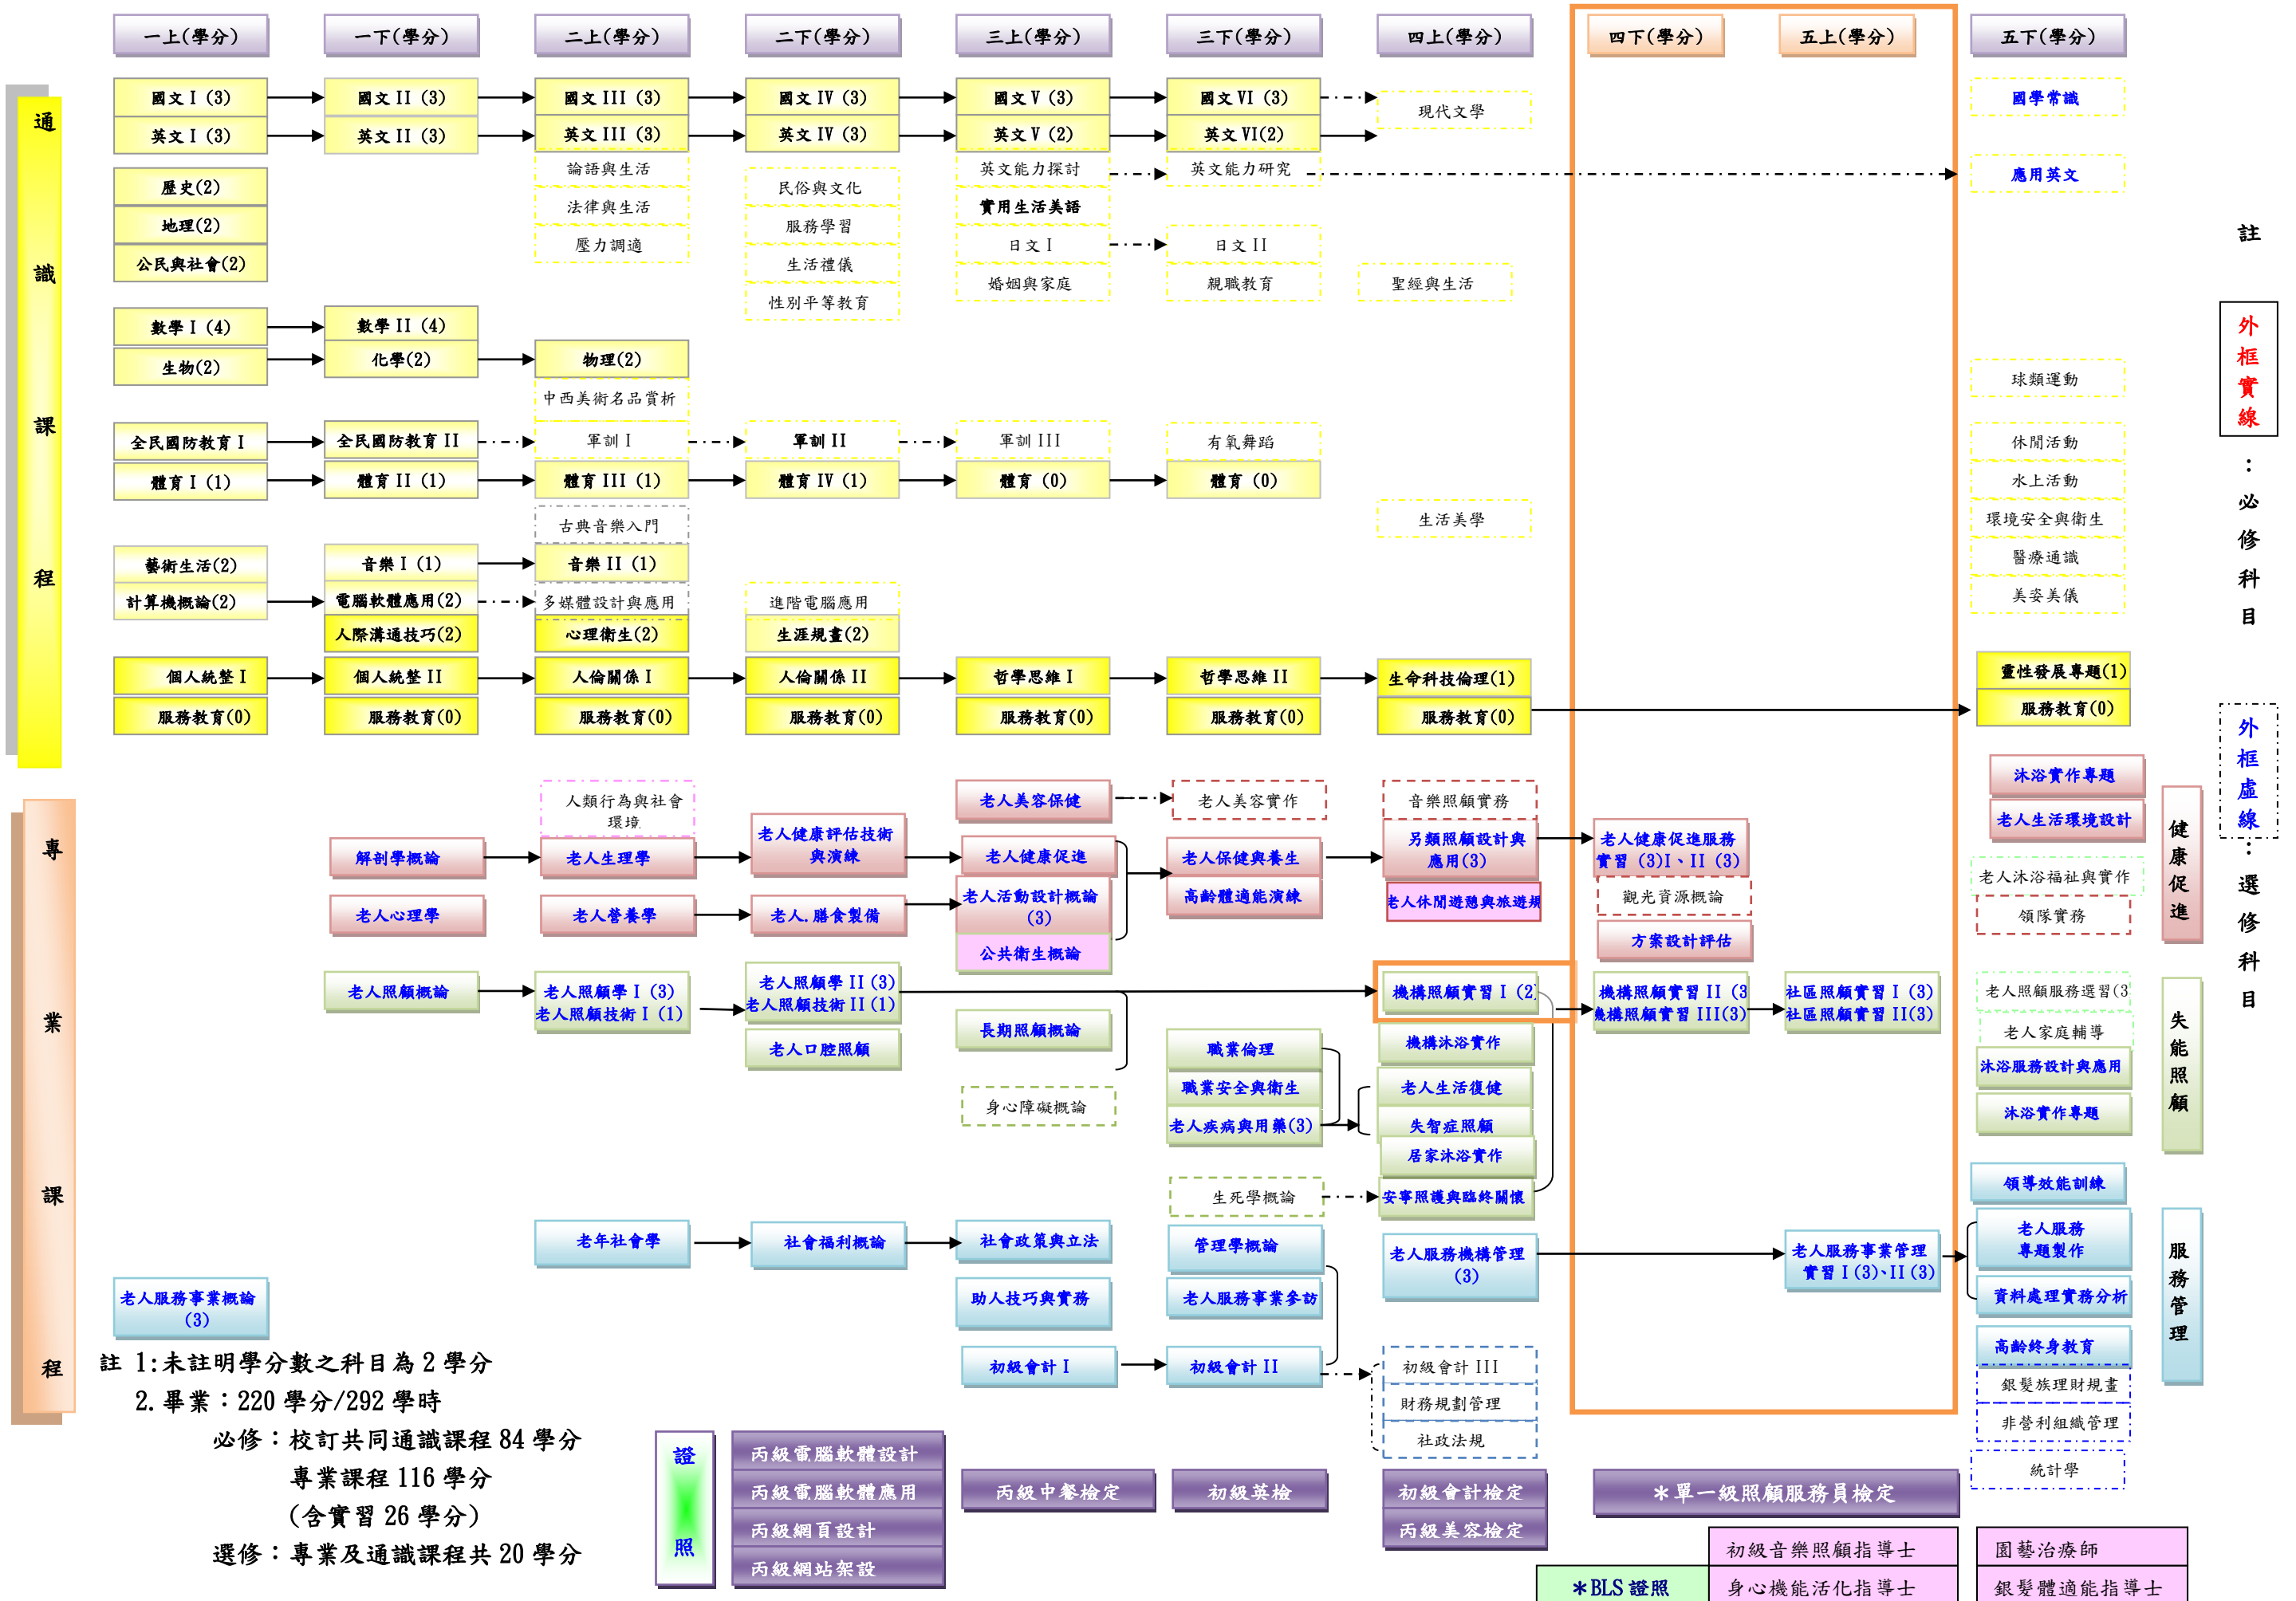 一上(學分)
一下(學分)
二上(學分)
二下(學分)
三上(學分)
三下(學分)
四上(學分)
四下(學分)
五上(學分)
五下(學分)
通識課程
國文 I (3)
國文 II (3)
國文 III (3)
國文 IV (3)
國文 V (3)
國文 VI (3)
現代文學
國學常識
英文 I (3)
英文 II (3)
英文 III (3)
英文 IV (3)
英文 V (2)
英文 VI(2)
歷史(2)
地理(2)
公民與社會(2)
論語與生活
法律與生活
壓力調適
民俗與文化
服務學習
生活禮儀
性別平等教育
英文能力探討
實用生活美語
日文 I
婚姻與家庭
英文能力研究
日文 II
親職教育
聖經與生活
應用英文
數學 I (4)
數學 II (4)
生物(2)
化學(2)
物理(2)
中西美術名品賞析
球類運動
全民國防教育 I
全民國防教育 II
軍訓 I
軍訓 II
軍訓 III
有氧舞蹈
休閒活動
體育 I (1)
體育 II (1)
體育 III (1)
體育 IV (1)
體育 (0)
體育 (0)
水上活動
古典音樂入門
生活美學
環境安全與衛生
藝術生活(2)
音樂 I (1)
音樂 II (1)
醫療通識
計算機概論(2)
電腦軟體應用(2)
多媒體設計與應用
進階電腦應用
美姿美儀
人際溝通技巧(2)
心理衛生(2)
生涯規畫(2)
個人統整 I
個人統整 II
人倫關係 I
人倫關係 II
哲學思維 I
哲學思維 II
生命科技倫理(1)
靈性發展專題(1)
服務教育(0)
服務教育(0)
服務教育(0)
服務教育(0)
服務教育(0)
服務教育(0)
服務教育(0)
服務教育(0)
註
外框實線
：必修科目
外框虛線
：選修科目
專業課程
人類行為與社會
環境
老人美容保健
老人美容實作
音樂照顧實務
沐浴實作專題
老人生活環境設計
健康促進
解剖學概論
老人生理學
老人健康評估技術
與演練
老人健康促進
老人保健與養生
另類照顧設計與
應用(3)
老人健康促進服務
實習 (3)I、II (3)
老人沐浴福祉與實作
老人心理學
老人營養學
老人.膳食製備
老人活動設計概論
(3)
高齡體適能演練
老人休閒遊憩與旅遊規
觀光資源概論
領隊實務
公共衛生概論
方案設計評估
老人照顧概論
老人照顧學 I (3)
老人照顧技術 I (1)
老人照顧學 II (3)
老人照顧技術 II (1)
機構照顧實習 I (2)
機構照顧實習 II (3
機構照顧實習 III(3)
社區照顧實習 I (3)
社區照顧實習 II(3)
老人照顧服務選習(3
老人家庭輔導
失能照顧
老人口腔照顧
長期照顧概論
職業倫理
機構沐浴實作
沐浴服務設計與應用
身心障礙概論
職業安全與衛生
老人生活復健
沐浴實作專題
老人疾病與用藥(3)
失智症照顧
居家沐浴實作
生死學概論
安寧照護與臨終關懷
領導效能訓練
老年社會學
社會福利概論
社會政策與立法
管理學概論
老人服務機構管理
(3)
老人服務事業管理
實習 I (3)、II (3)
老人服務
專題製作
服務管理
老人服務事業概論
(3)
助人技巧與實務
老人服務事業參訪
資料處理實務分析
初級會計 I
初級會計 II
初級會計 III
財務規劃管理
社政法規
高齡終身教育
銀髮族理財規畫
非營利組織管理
統計學
註 1:未註明學分數之科目為 2 學分
2.畢業：220 學分/292 學時
必修：校訂共同通識課程 84 學分
專業課程 116 學分
(含實習 26 學分)
選修：專業及通識課程共 20 學分
證照
丙級電腦軟體設計
丙級電腦軟體應用
丙級網頁設計
丙級網站架設
丙級中餐檢定
初級英檢
初級會計檢定
丙級美容檢定
＊單一級照顧服務員檢定
初級音樂照顧指導士
園藝治療師
＊BLS 證照
身心機能活化指導士
銀髮體適能指導士